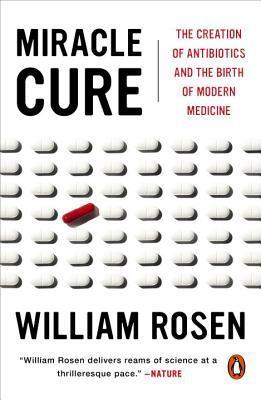 MIRACLE
CURE
THE CREATION
OF ANTIBIOTICS
AND THE BIRTH
OF MODERN
MEDICINE
WILLIAM ROSEN
"William Rosen delivers reams of science at a
thrilleresque pace." —NATURE